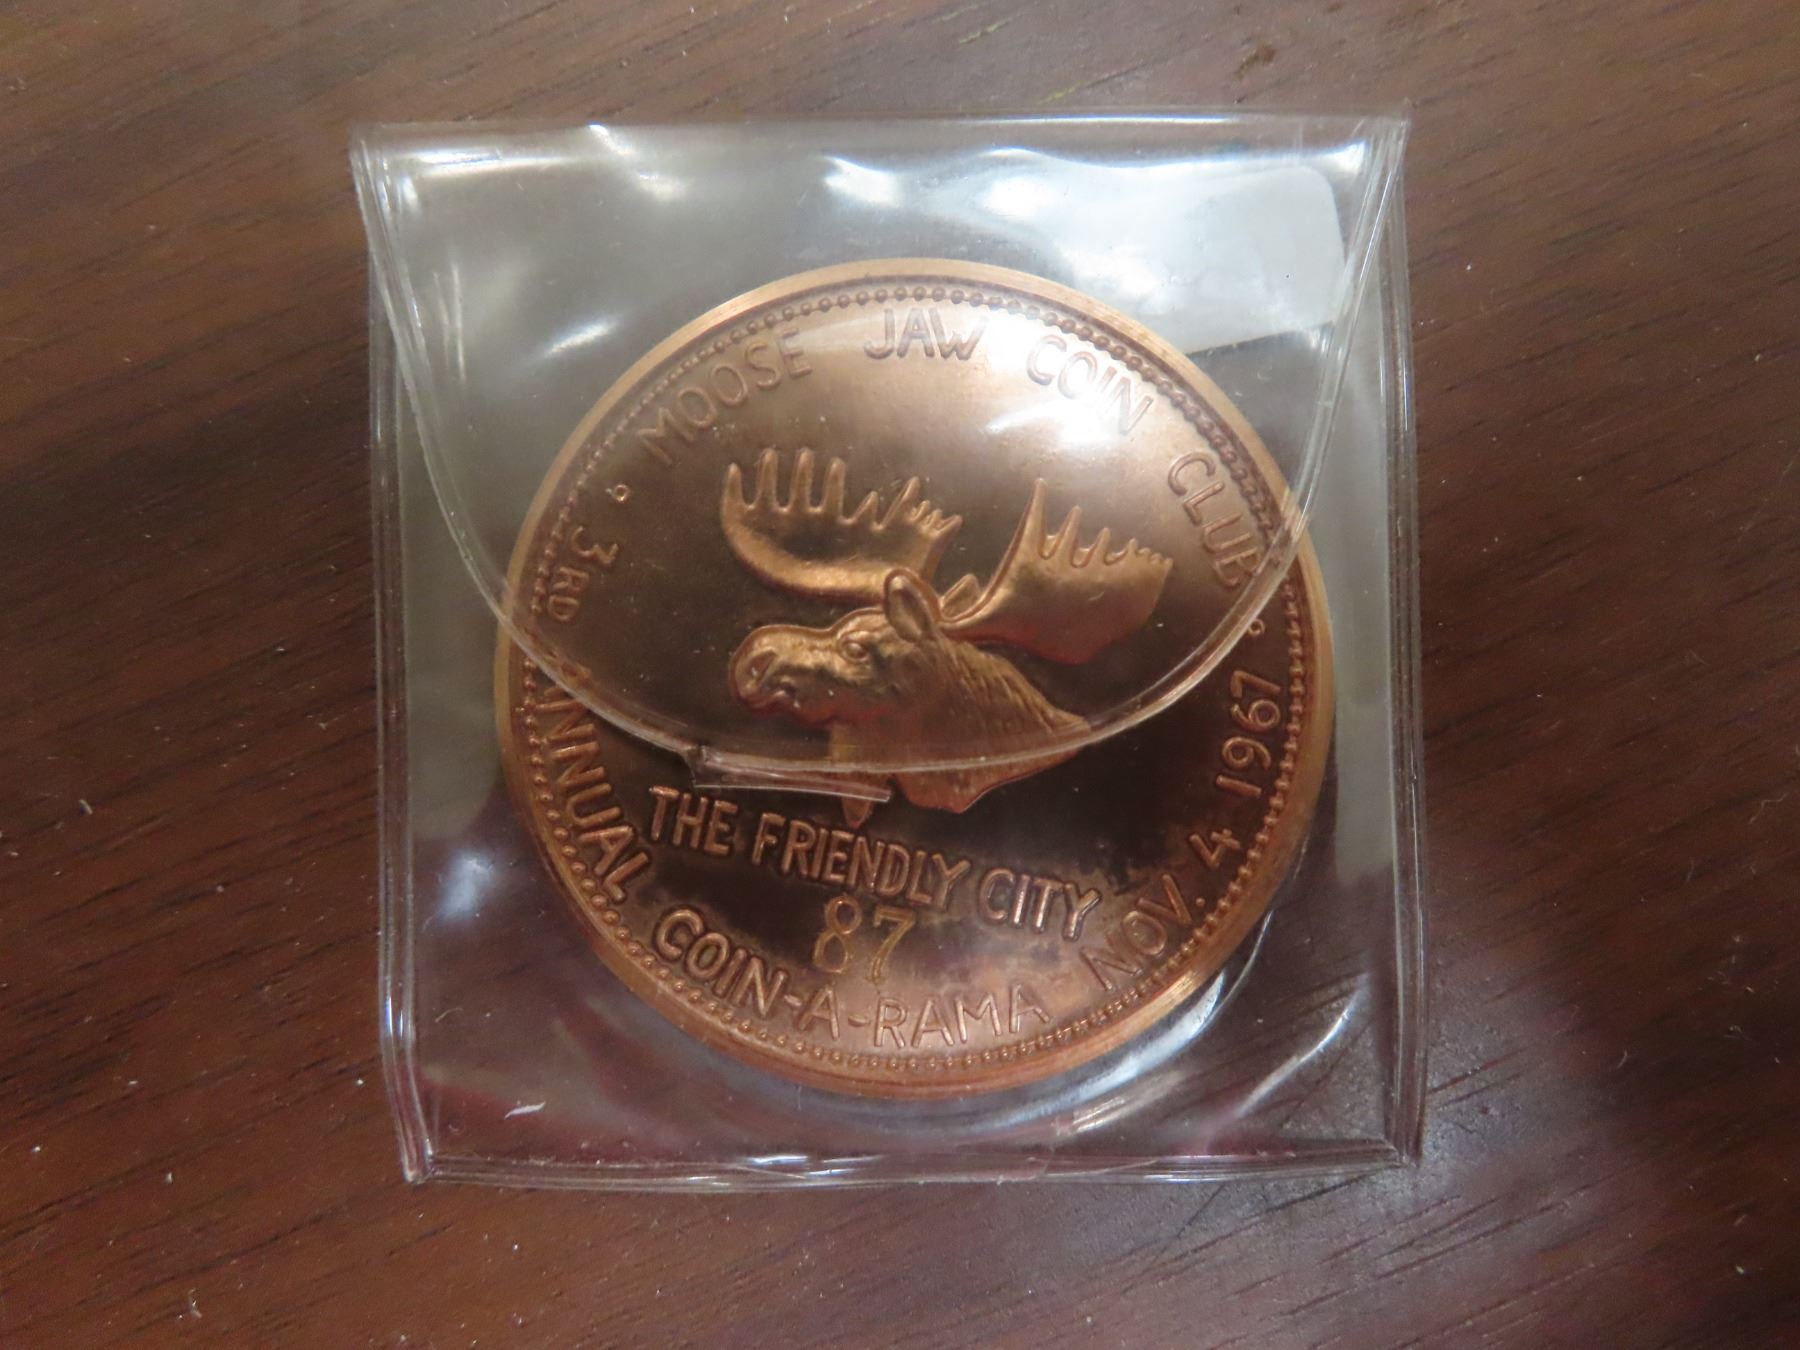 MOOSE JAW COIN CLUB
3RD ANNUAL COIN-A-RAMA NOV. 4 1967
THE FRIENDLY CITY
87